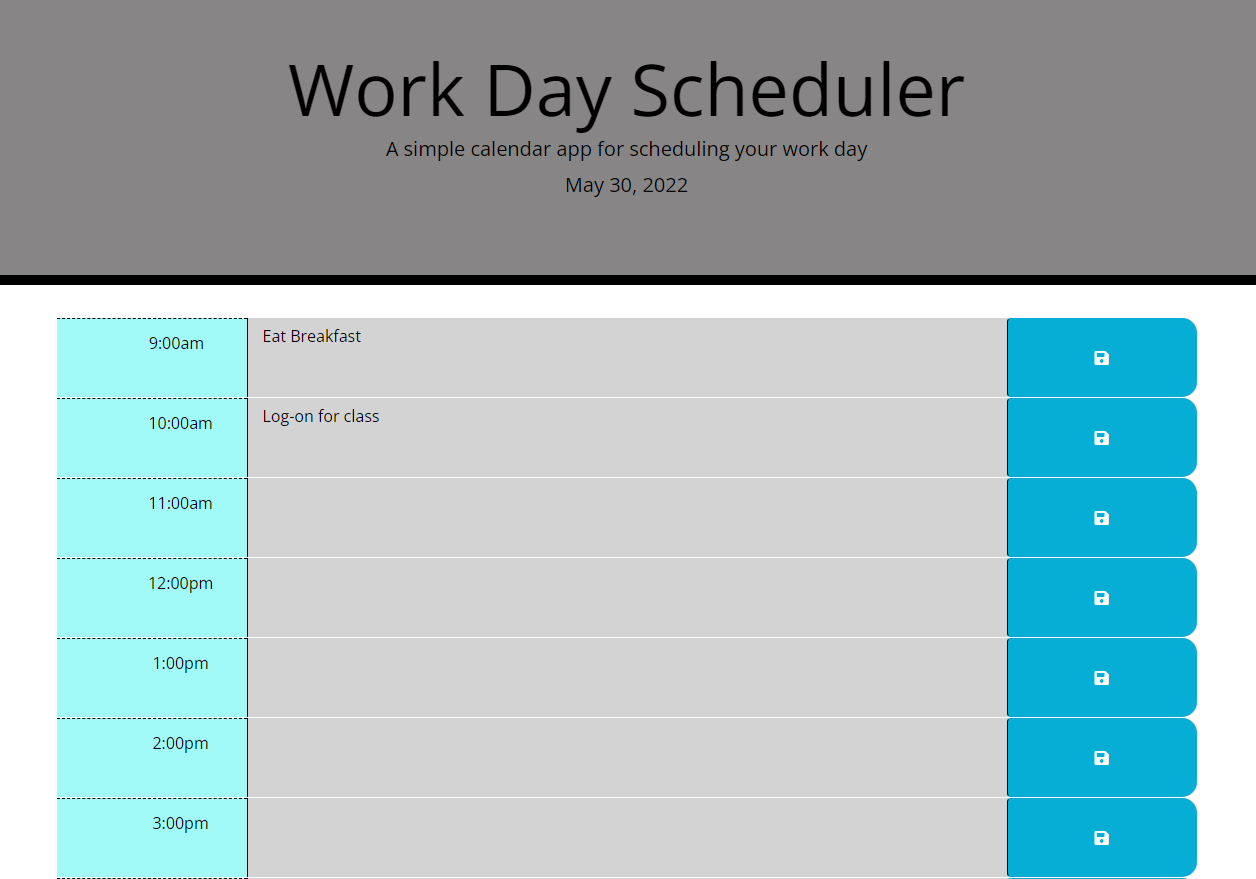 Work Day Scheduler
A simple calendar app for scheduling your work day
May 30, 2022
9:00am Eat Breakfast
10:00am Log-on for class
11:00am
12:00pm
1:00pm
2:00pm
3:00pm